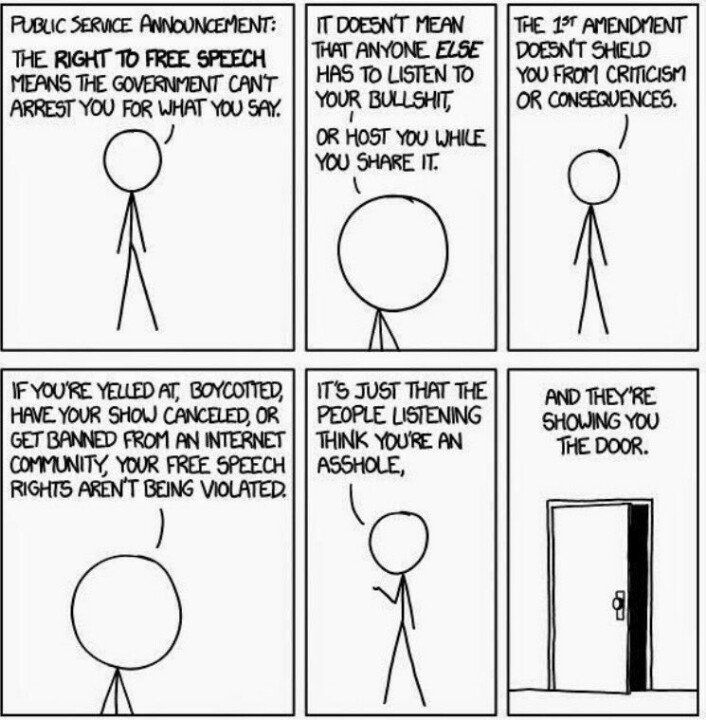 PUBLIC SERVICE ANNOUNCEMENT:
THE RIGHT TO FREE SPEECH
MEANS THE GOVERNMENT CAN'T
ARREST YOU FOR WHAT YOU SAY.
IT DOESN'T MEAN
THAT ANYONE ELSE
HAS TO LISTEN TO
YOUR BULLSHIT,
OR HOST YOU WHILE
YOU SHARE IT.
THE 1ST AMENDMENT
DOESN'T SHIELD
YOU FROM CRITICISM
OR CONSEQUENCES.
IF YOU'RE YELLED AT, BOYCOTTED,
HAVE YOUR SHOW CANCELED, OR
GET BANNED FROM AN INTERNET
COMMUNITY, YOUR FREE SPEECH
RIGHTS AREN'T BEING VIOLATED.
IT'S JUST THAT THE
PEOPLE LISTENING
THINK YOU'RE AN
ASSHOLE,
AND THEY'RE
SHOWING YOU
THE DOOR.